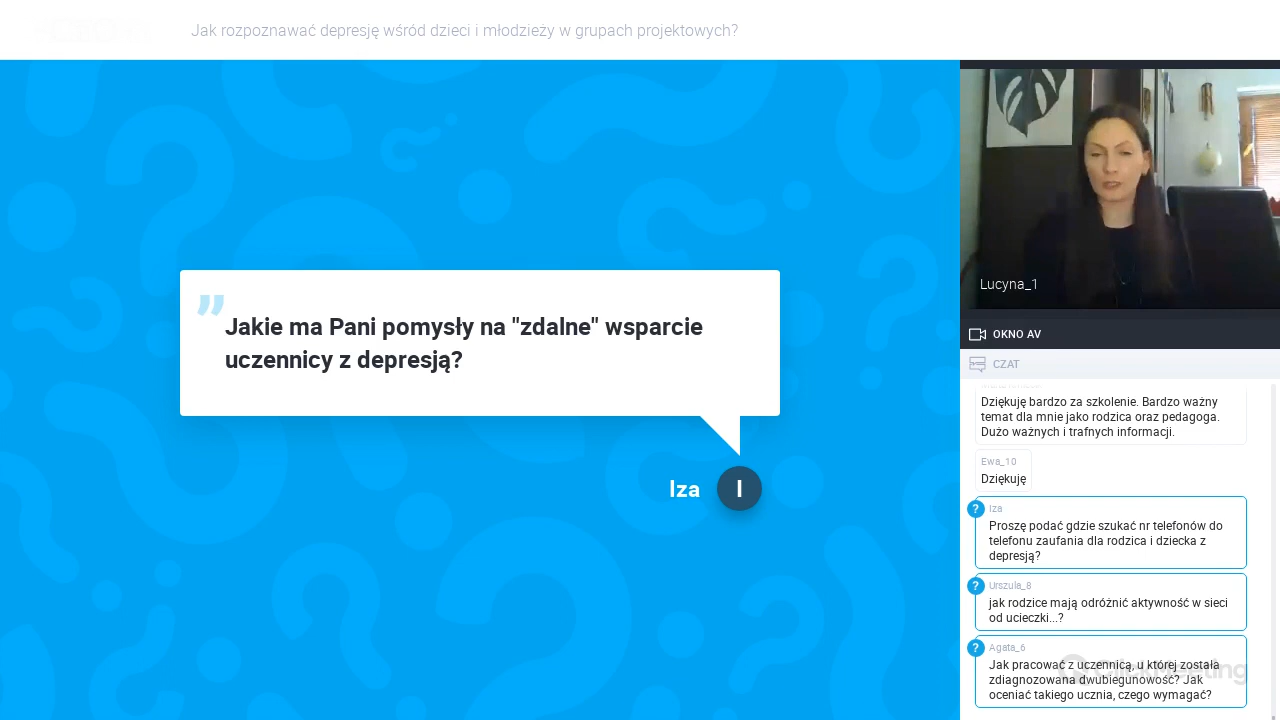 Jak rozpoznawać depresję wśród dzieci i młodzieży w grupach projektowych?
Jakie ma Pani pomysły na "zdalne" wsparcie
uczennicy z depresją?
Iza
I
Lucyna_1
OKNO AV
CZAT
Dziękuję bardzo za szkolenie. Bardzo ważny
temat dla mnie jako rodzica oraz pedagoga.
Dużo ważnych i trafnych informacji.
Ewa_10
Dziękuję
?
Iza
Proszę podać gdzie szukać nr telefonów do
telefonu zaufania dla rodzica i dziecka z
depresją?
?
Urszula_8
jak rodzice mają odróżnić aktywność w sieci
od ucieczki...?
?
Agata_6
Jak pracować z uczennicą, u której została
zdiagnozowana dwubiegunowość? Jak
oceniać takiego ucznia, czego wymagać?